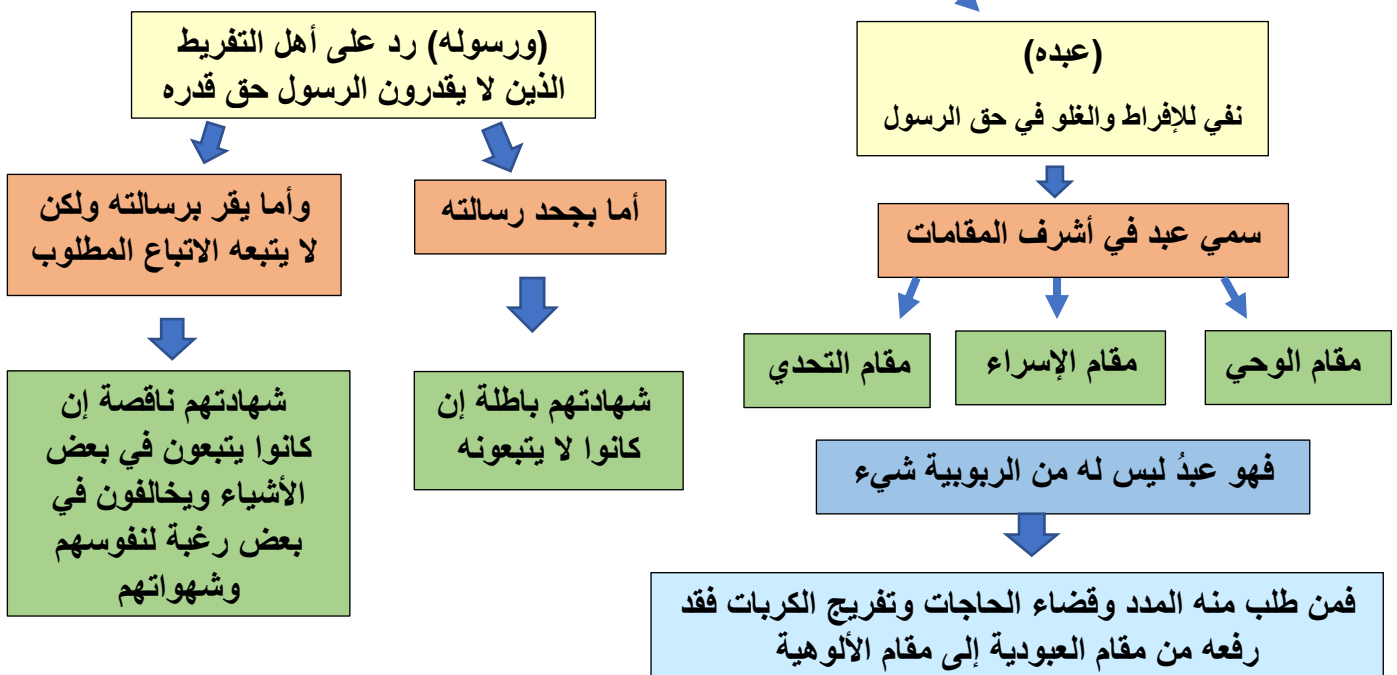 (عبده)
نفي للإفراط والغلو في حق الرسول
سمي عبد في أشرف المقامات
مقام الوحي
مقام الإسراء
مقام التحدي
فهو عبدُ ليس له من الربوبية شيء
فمن طلب منه المدد وقضاء الحاجات وتفريج الكربات فقد
رفعه من مقام العبودية إلى مقام الألوهية
(ورسوله) رد على أهل التفريط
الذين لا يقدرون الرسول حق قدره
أما بجحد رسالته
شهادتهم باطلة إن
كانوا لا يتبعونه
وأما يقر برسالته ولكن
لا يتبعه الاتباع المطلوب
شهادتهم ناقصة إن
كانوا يتبعون في بعض
الأشياء ويخالفون في
بعض رغبة لنفوسهم
وشهواتهم